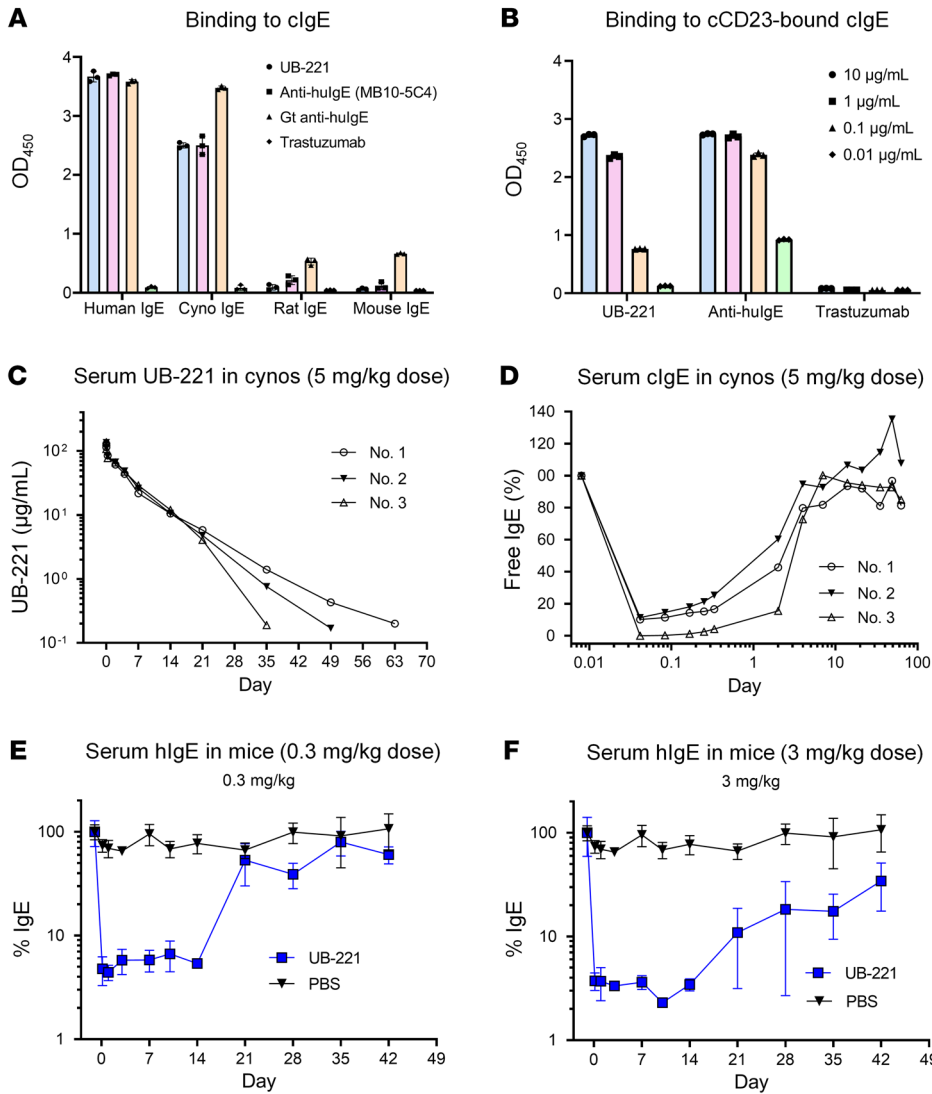 A
Binding to cIgE
4
3
2
1
0
OD450
UB-221
Anti-huIgE (MB10-5C4)
Gt anti-huIgE
Trastuzumab
Human IgE
Cyno IgE
Rat IgE
Mouse IgE
B
Binding to cCD23-bound cIgE
4
3
2
1
0
OD450
10 µg/mL
1 µg/mL
0.1 µg/mL
0.01 µg/mL
UB-221
Anti-huIgE
Trastuzumab
C
Serum UB-221 in cynos (5 mg/kg dose)
10²
10¹
10⁰
10⁻¹
UB-221 (µg/mL)
No. 1
No. 2
No. 3
0 7 14 21 28 35 42 49 56 63 70
Day
D
Serum cIgE in cynos (5 mg/kg dose)
140
120
00
80
60
40
20
0
Free IgE (%)
No. 1
No. 2
No. 3
0.01 0.1 1 10 100
Day
E
Serum hIgE in mice (0.3 mg/kg dose)
0.3 mg/kg
100
10
1
% IgE
UB-221
PBS
0 7 14 21 28 35 42 49
Day
F
Serum hIgE in mice (3 mg/kg dose)
3 mg/kg
100
10
1
% IgE
UB-221
PBS
0 7 14 21 28 35 42 49
Day